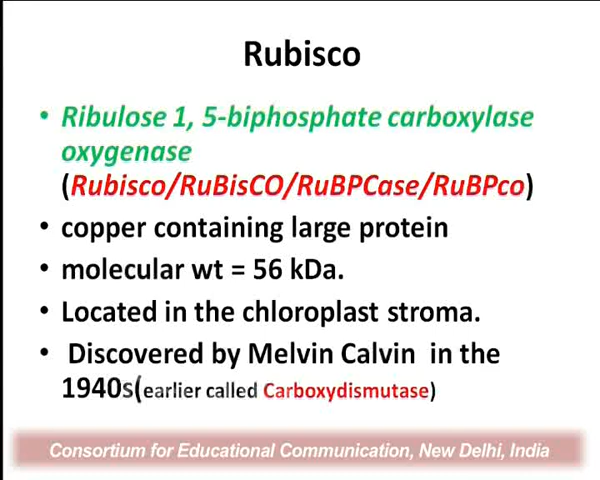 Rubisco
• Ribulose 1, 5-biphosphate carboxylase
oxygenase
(Rubisco/RuBisCO/RuBPCase/RuBPco)
• copper containing large protein
• molecular wt = 56 kDa.
• Located in the chloroplast stroma.
• Discovered by Melvin Calvin in the
1940s(earlier called Carboxydismutase)
Consortium for Educational Communication, New Delhi, India